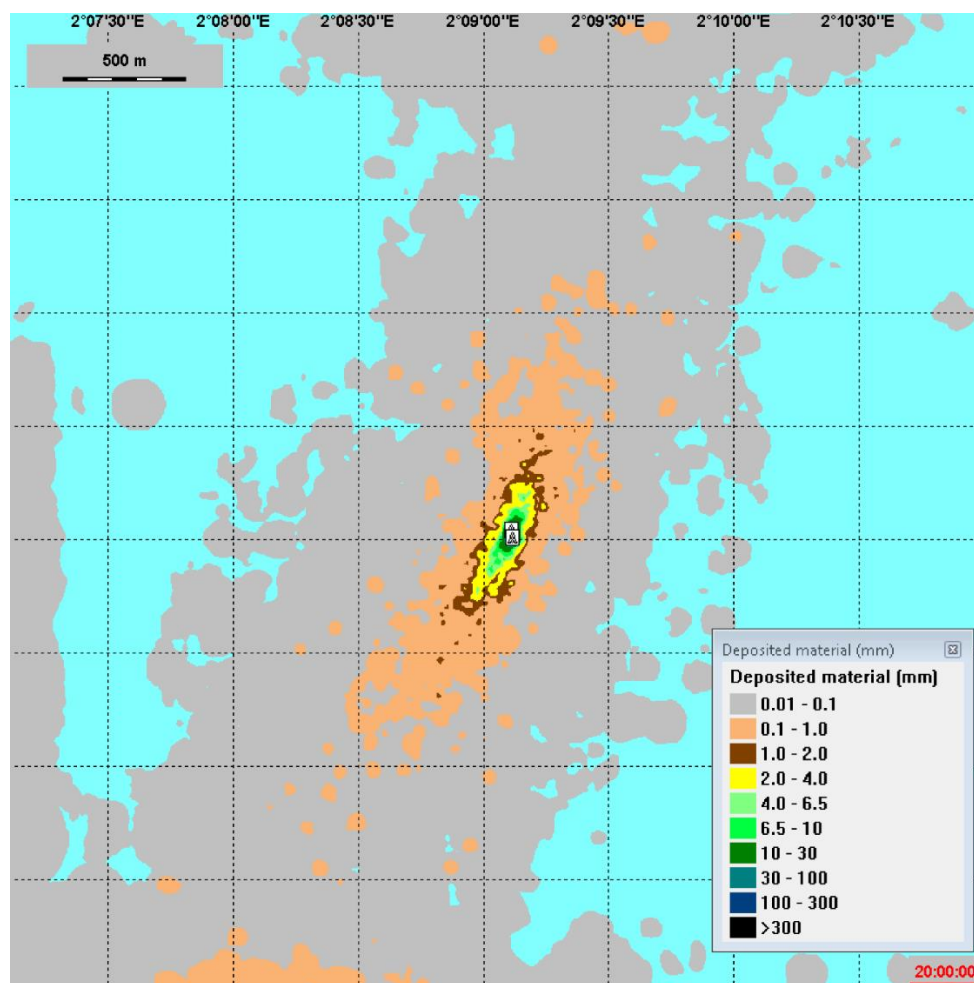 2°07'30"E 2°08'00"E 2°08'30"E 2°09'00"E 2°09'30"E 2°10'00"E 2°10'30"E
500 m
Deposited material (mm)
Deposited material (mm)
0.01 - 0.1
0.1 - 1.0
1.0 - 2.0
2.0 - 4.0
4.0 - 6.5
6.5 - 10
10 - 30
30 - 100
100 - 300
>300
20:00:00